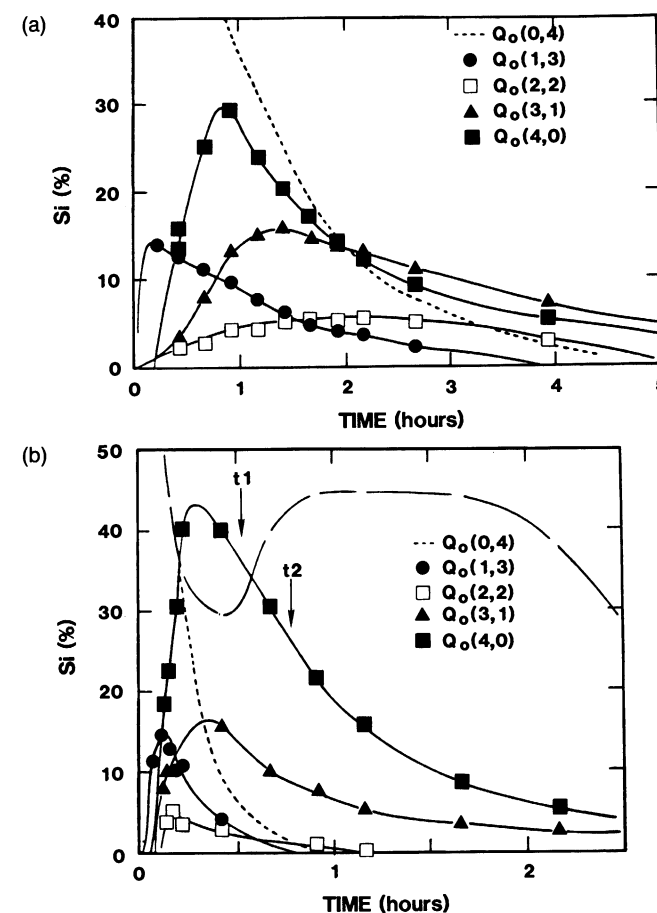 (a)
40
30
20
10
0
Si (%)
Qo(0,4)
Qo(1,3)
Qo(2,2)
Qo(3,1)
Qo(4,0)
0 1 2 3 4 5
TIME (hours)
(b)
50
40
30
20
10
0
Si (%)
t1
t2
Qo(0,4)
Qo(1,3)
Qo(2,2)
Qo(3,1)
Qo(4,0)
0 1 2
TIME (hours)